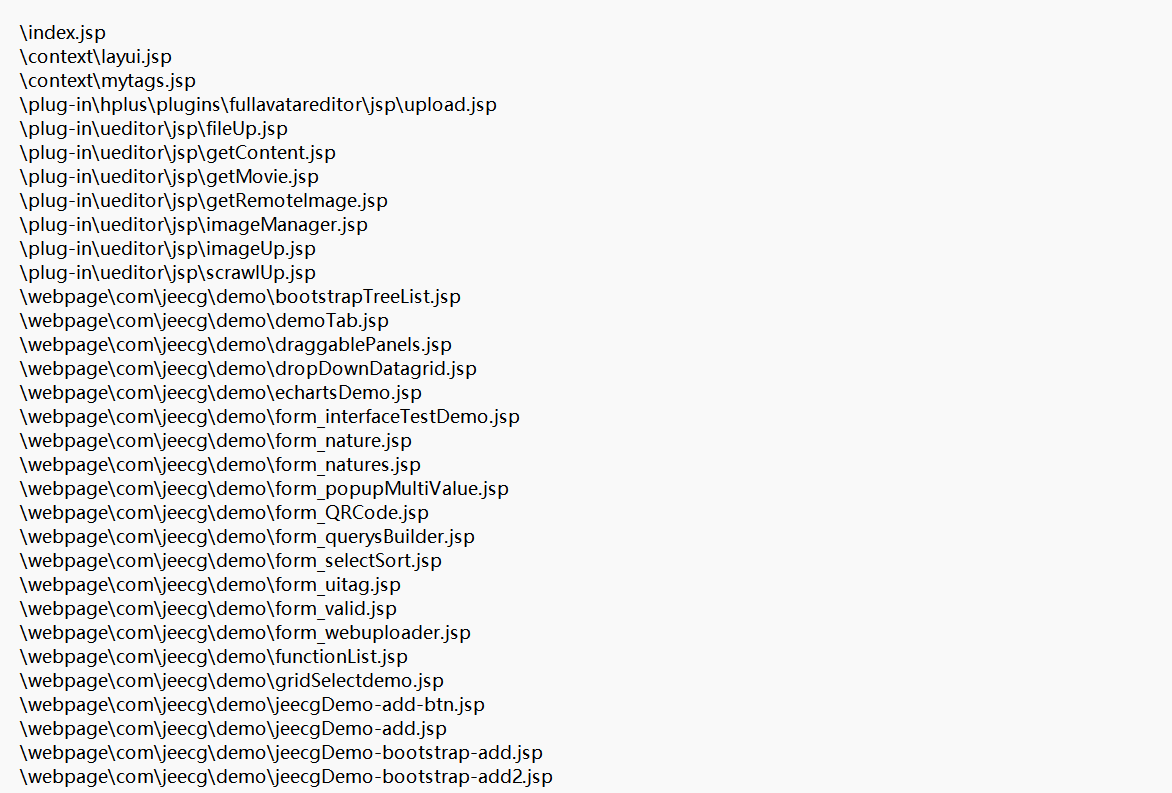 \index.jsp
\context\layui.jsp
\context\mytags.jsp
\plug-in\hplus\plugins\fullavatareditor\jsp\upload.jsp
\plug-in\ueditor\jsp\fileUp.jsp
\plug-in\ueditor\jsp\getContent.jsp
\plug-in\ueditor\jsp\getMovie.jsp
\plug-in\ueditor\jsp\getRemoteImage.jsp
\plug-in\ueditor\jsp\imageManager.jsp
\plug-in\ueditor\jsp\imageUp.jsp
\plug-in\ueditor\jsp\scrawlUp.jsp
\webpage\com\jeecg\demo\bootstrapTreeList.jsp
\webpage\com\jeecg\demo\demoTab.jsp
\webpage\com\jeecg\demo\draggablePanels.jsp
\webpage\com\jeecg\demo\dropDownDatagrid.jsp
\webpage\com\jeecg\demo\echartsDemo.jsp
\webpage\com\jeecg\demo\form_interfaceTestDemo.jsp
\webpage\com\jeecg\demo\form_nature.jsp
\webpage\com\jeecg\demo\form_natures.jsp
\webpage\com\jeecg\demo\form_popupMultiValue.jsp
\webpage\com\jeecg\demo\form_QRCode.jsp
\webpage\com\jeecg\demo\form_querysBuilder.jsp
\webpage\com\jeecg\demo\form_selectSort.jsp
\webpage\com\jeecg\demo\form_uitag.jsp
\webpage\com\jeecg\demo\form_valid.jsp
\webpage\com\jeecg\demo\form_webuploader.jsp
\webpage\com\jeecg\demo\functionList.jsp
\webpage\com\jeecg\demo\gridSelectdemo.jsp
\webpage\com\jeecg\demo\jeecgDemo-add-btn.jsp
\webpage\com\jeecg\demo\jeecgDemo-add.jsp
\webpage\com\jeecg\demo\jeecgDemo-bootstrap-add.jsp
\webpage\com\jeecg\demo\jeecgDemo-bootstrap-add2.jsp